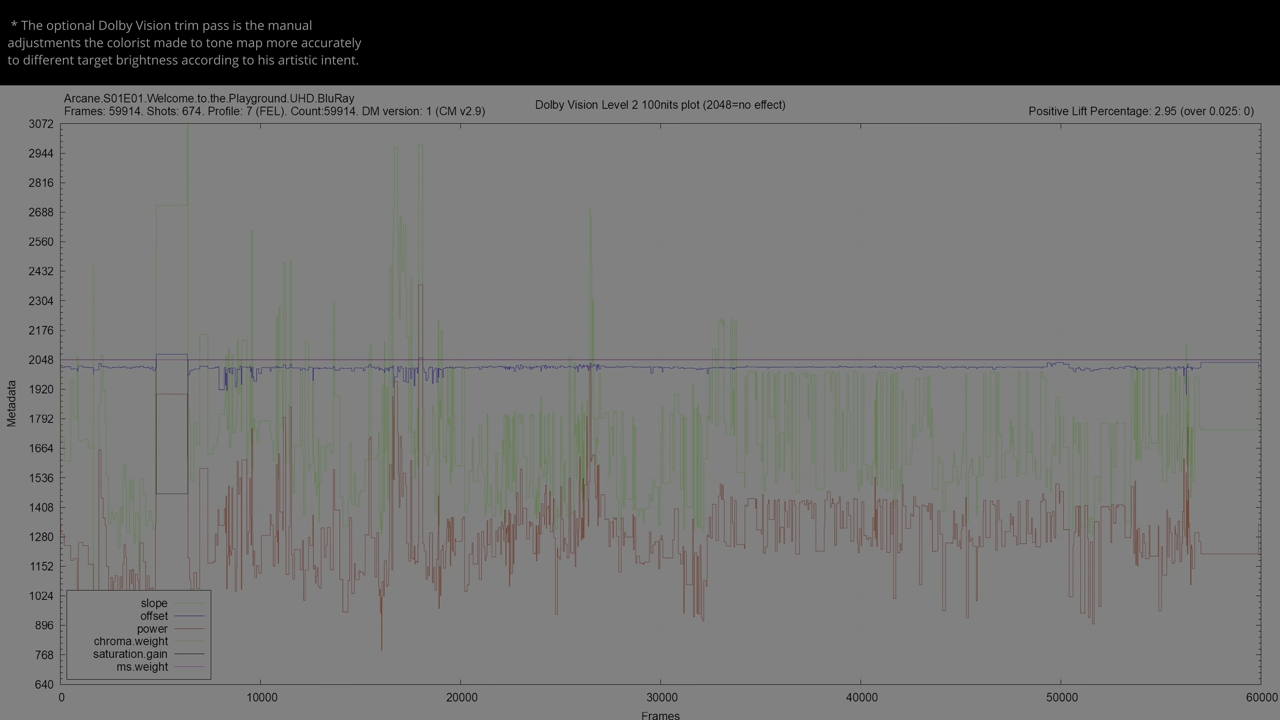 * The optional Dolby Vision trim pass is the manual
adjustments the colorist made to tone map more accurately
to different target brightness according to his artistic intent.
Arcane.S01E01.Welcome.to.the.Playground.UHD.BluRay
Frames: 59914. Shots: 674. Profile: 7 (FEL). Count:59914. DM version: 1 (CM v2.9)
Dolby Vision Level 2 100nits plot (2048=no effect)
Positive Lift Percentage: 2.95 (over 0.025: 0)
3072
2944
2816
2688
2560
2432
2304
2176
2048
1920
1792
1664
1536
1408
1280
1152
1024
896
768
640
Metadata
slope
offset
power
chroma.weight
saturation.gain
ms.weight
0
10000
20000
30000
40000
50000
60000
Frames